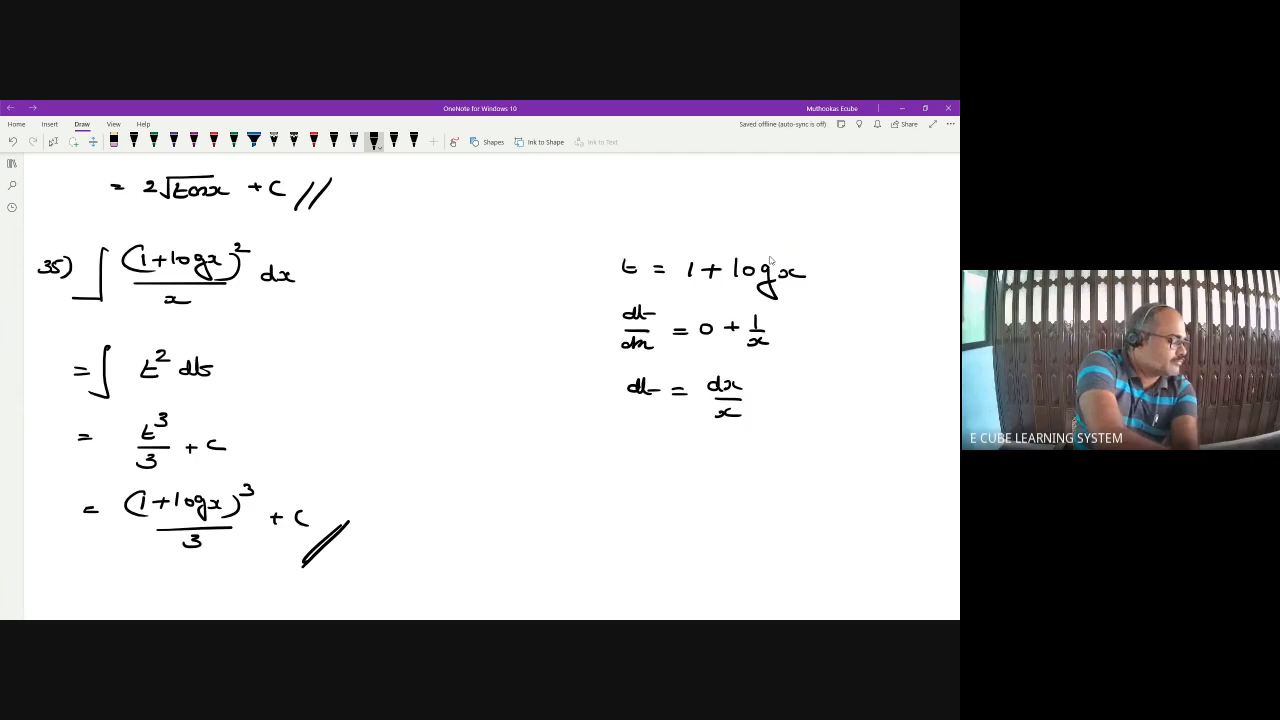 OneNote for Windows 10
Muthookas Ecube
Home Insert Draw View Help
Saved offline (auto-sync is off)
Share
Shapes
Ink to Shape
Ink to Text
= 2√tanx + C //
35) ∫ (1+logx)² / x dx
= ∫ t² dt
= t³/3 + c
= (1+logx)³ / 3 + C //
t = 1 + logx
dt/dx = 0 + 1/x
dt = dx/x
E CUBE LEARNING SYSTEM